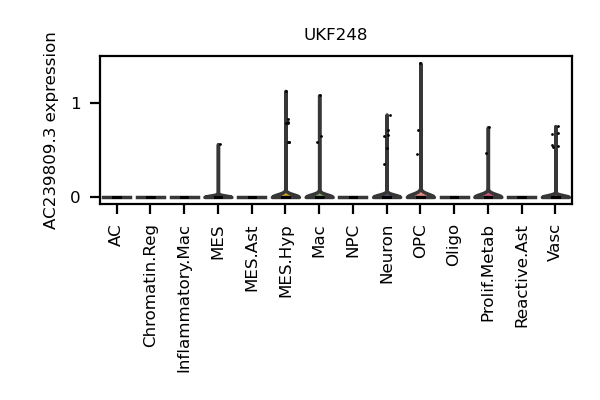 UKF248
AC239809.3 expression
1
0
AC
Chromatin.Reg
Inflammatory.Mac
MES
MES.Ast
MES.Hyp
Mac
NPC
Neuron
OPC
Oligo
Prolif.Metab
Reactive.Ast
Vasc